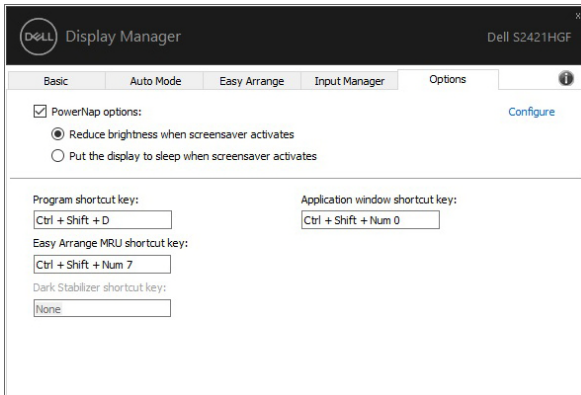 DELL Display Manager Dell S2421HGF
Basic Auto Mode Easy Arrange Input Manager Options
PowerNap options: Configure
Reduce brightness when screensaver activates
Put the display to sleep when screensaver activates
Program shortcut key: Application window shortcut key:
Ctrl + Shift + D Ctrl + Shift + Num 0
Easy Arrange MRU shortcut key:
Ctrl + Shift + Num 7
Dark Stabilizer shortcut key:
None